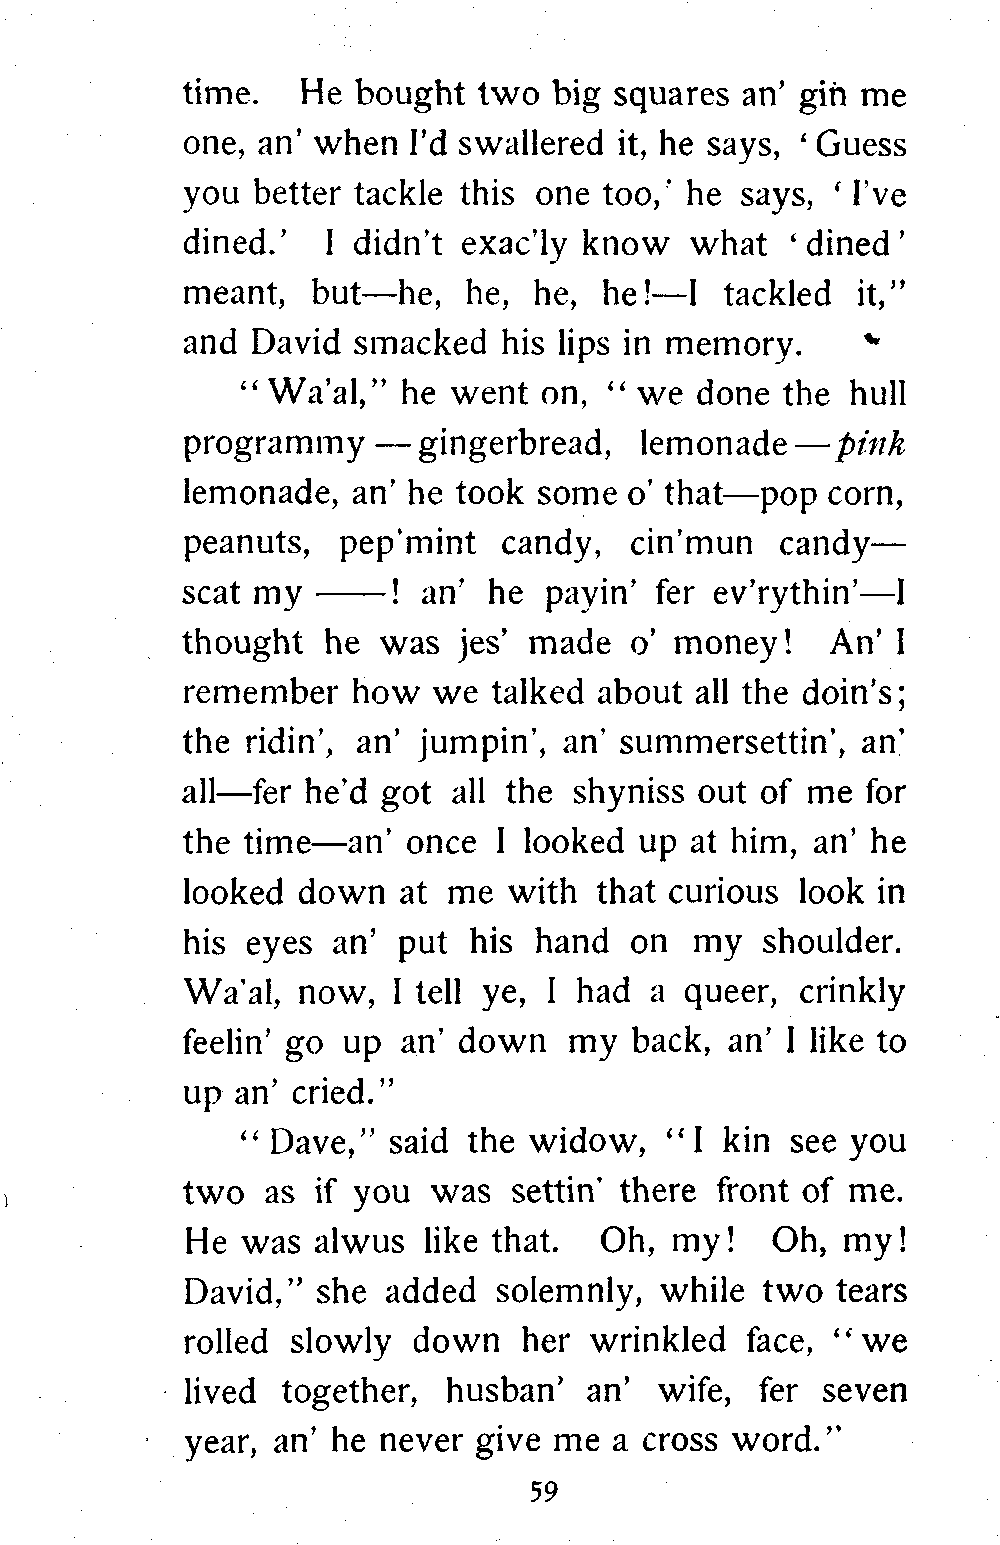 time. He bought two big squares an' gin me
one, an' when I'd swallered it, he says, ‘Guess
you better tackle this one too,’ he says, ‘I've
dined.’ I didn't exac'ly know what ‘dined’
meant, but—he, he, he, he!—I tackled it,”
and David smacked his lips in memory.
“Wa'al,” he went on, “we done the hull
programmy—gingerbread, lemonade—pink
lemonade, an' he took some o' that—pop corn,
peanuts, pep'mint candy, cin'mun candy—
scat my ——! an' he payin' fer ev'rythin'—I
thought he was jes' made o' money! An' I
remember how we talked about all the doin's;
the ridin', an' jumpin', an' summersettin', an'
all—fer he'd got all the shyniss out of me for
the time—an' once I looked up at him, an' he
looked down at me with that curious look in
his eyes an' put his hand on my shoulder.
Wa'al, now, I tell ye, I had a queer, crinkly
feelin' go up an' down my back, an' I like to
up an' cried.”
“Dave,” said the widow, “I kin see you
two as if you was settin' there front of me.
He was alwus like that. Oh, my! Oh, my!
David,” she added solemnly, while two tears
rolled slowly down her wrinkled face, “we
lived together, husban' an' wife, fer seven
year, an' he never give me a cross word.”
59